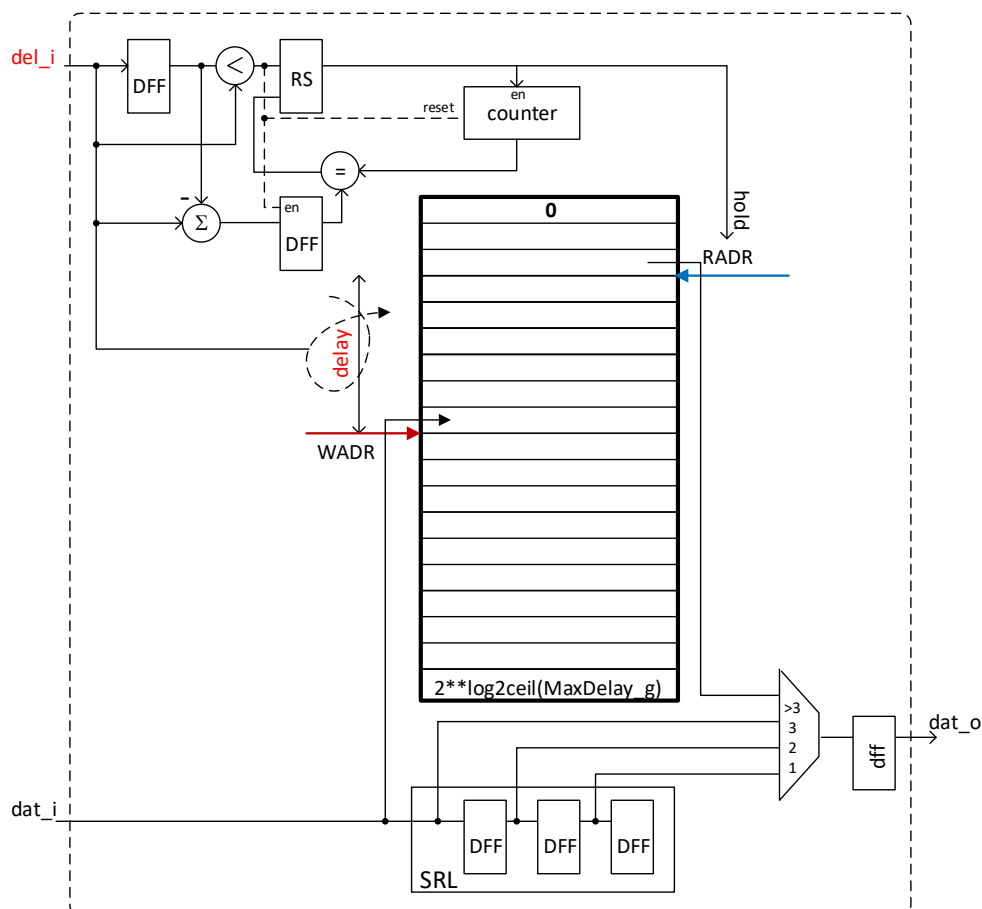 del_i
DFF
<
RS
en
counter
reset
=
-
Σ
en
DFF
0
hold
RADR
delay
WADR
2**log2ceil(MaxDelay_g)
>3
3
2
1
dff
dat_o
dat_i
DFF
DFF
DFF
SRL